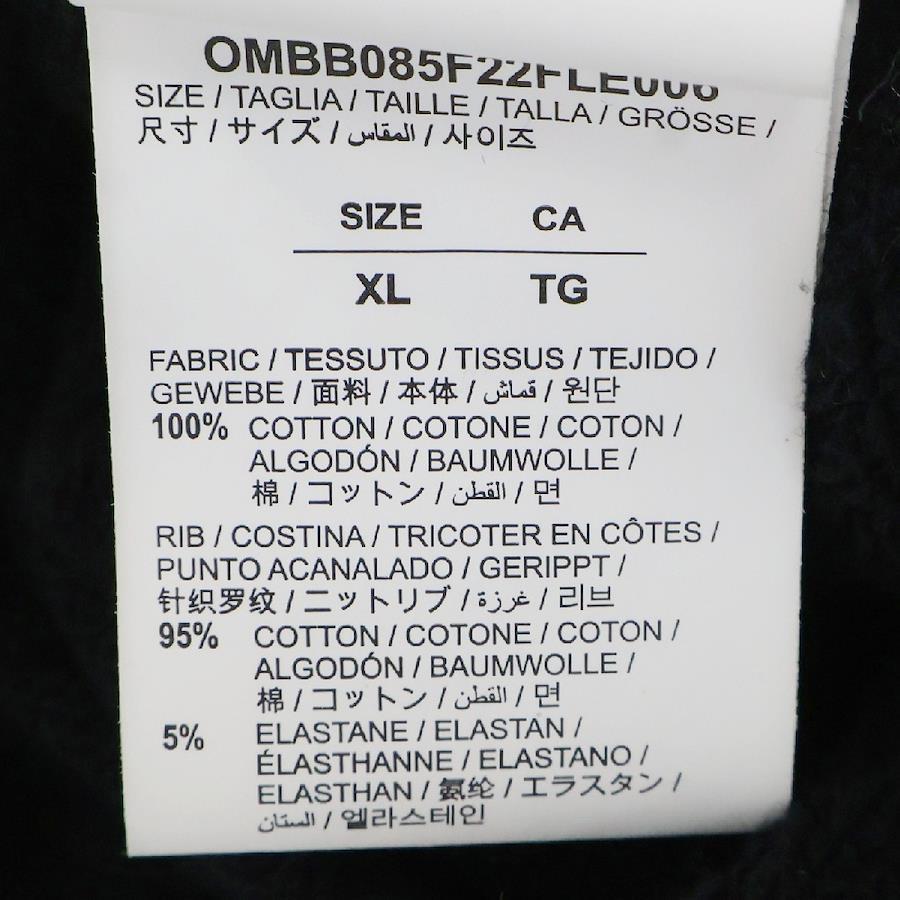 OMBB085F22FLE006
SIZE / TAGLIA / TAILLE / TALLA / GRÖSSE /
尺寸 / サイズ / المقاس / 사이즈
SIZE CA
XL TG
FABRIC / TESSUTO / TISSUS / TEJIDO /
GEWEBE / 面料 / 本体 / قماش / 원단
100% COTTON / COTONE / COTON /
ALGODÓN / BAUMWOLLE /
棉 / コットン / القطن / 면
RIB / COSTINA / TRICOTER EN CÔTES /
PUNTO ACANALADO / GERIPPT /
针织罗纹 / ニットリブ / غرزة / 리브
95% COTTON / COTONE / COTON /
ALGODÓN / BAUMWOLLE /
棉 / コットン / القطن / 면
5% ELASTANE / ELASTAN /
ÉLASTHANNE / ELASTANO /
ELASTHAN / 氨纶 / エラスタン /
الستان / 엘라스테인